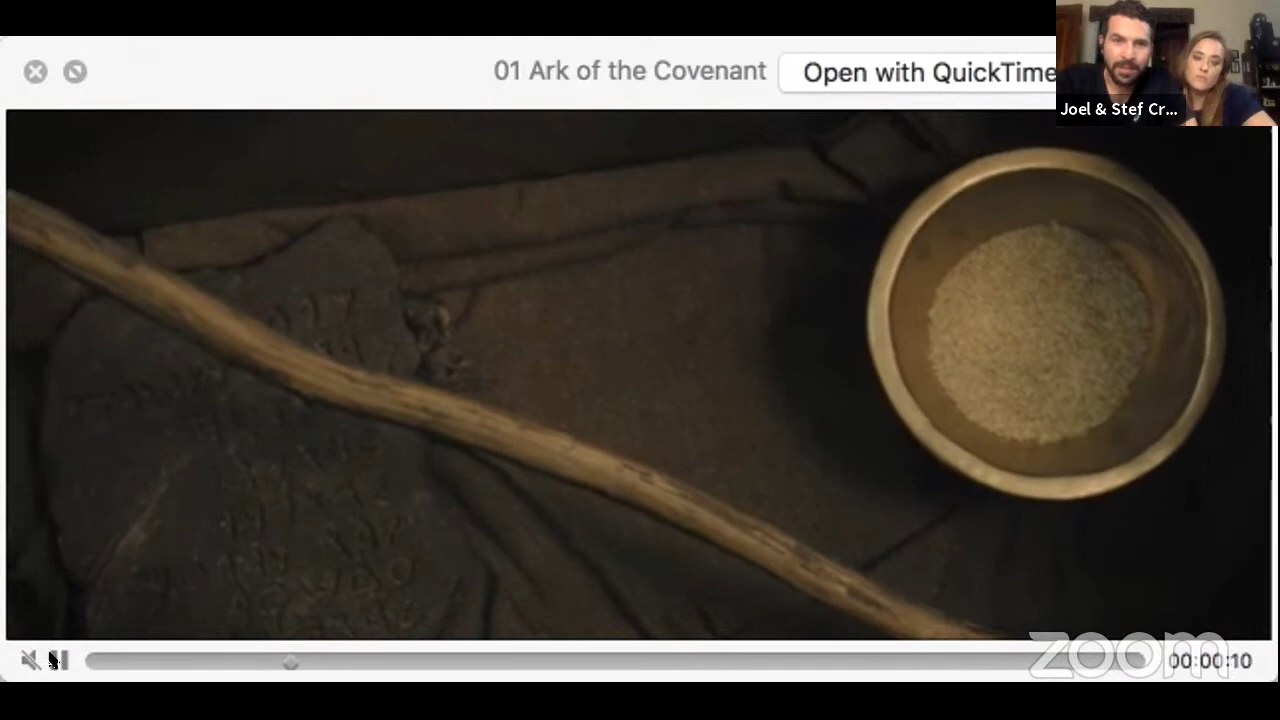 01 Ark of the Covenant
Open with QuickTime
Joel & Stef Cr...
00:00:10
zoom